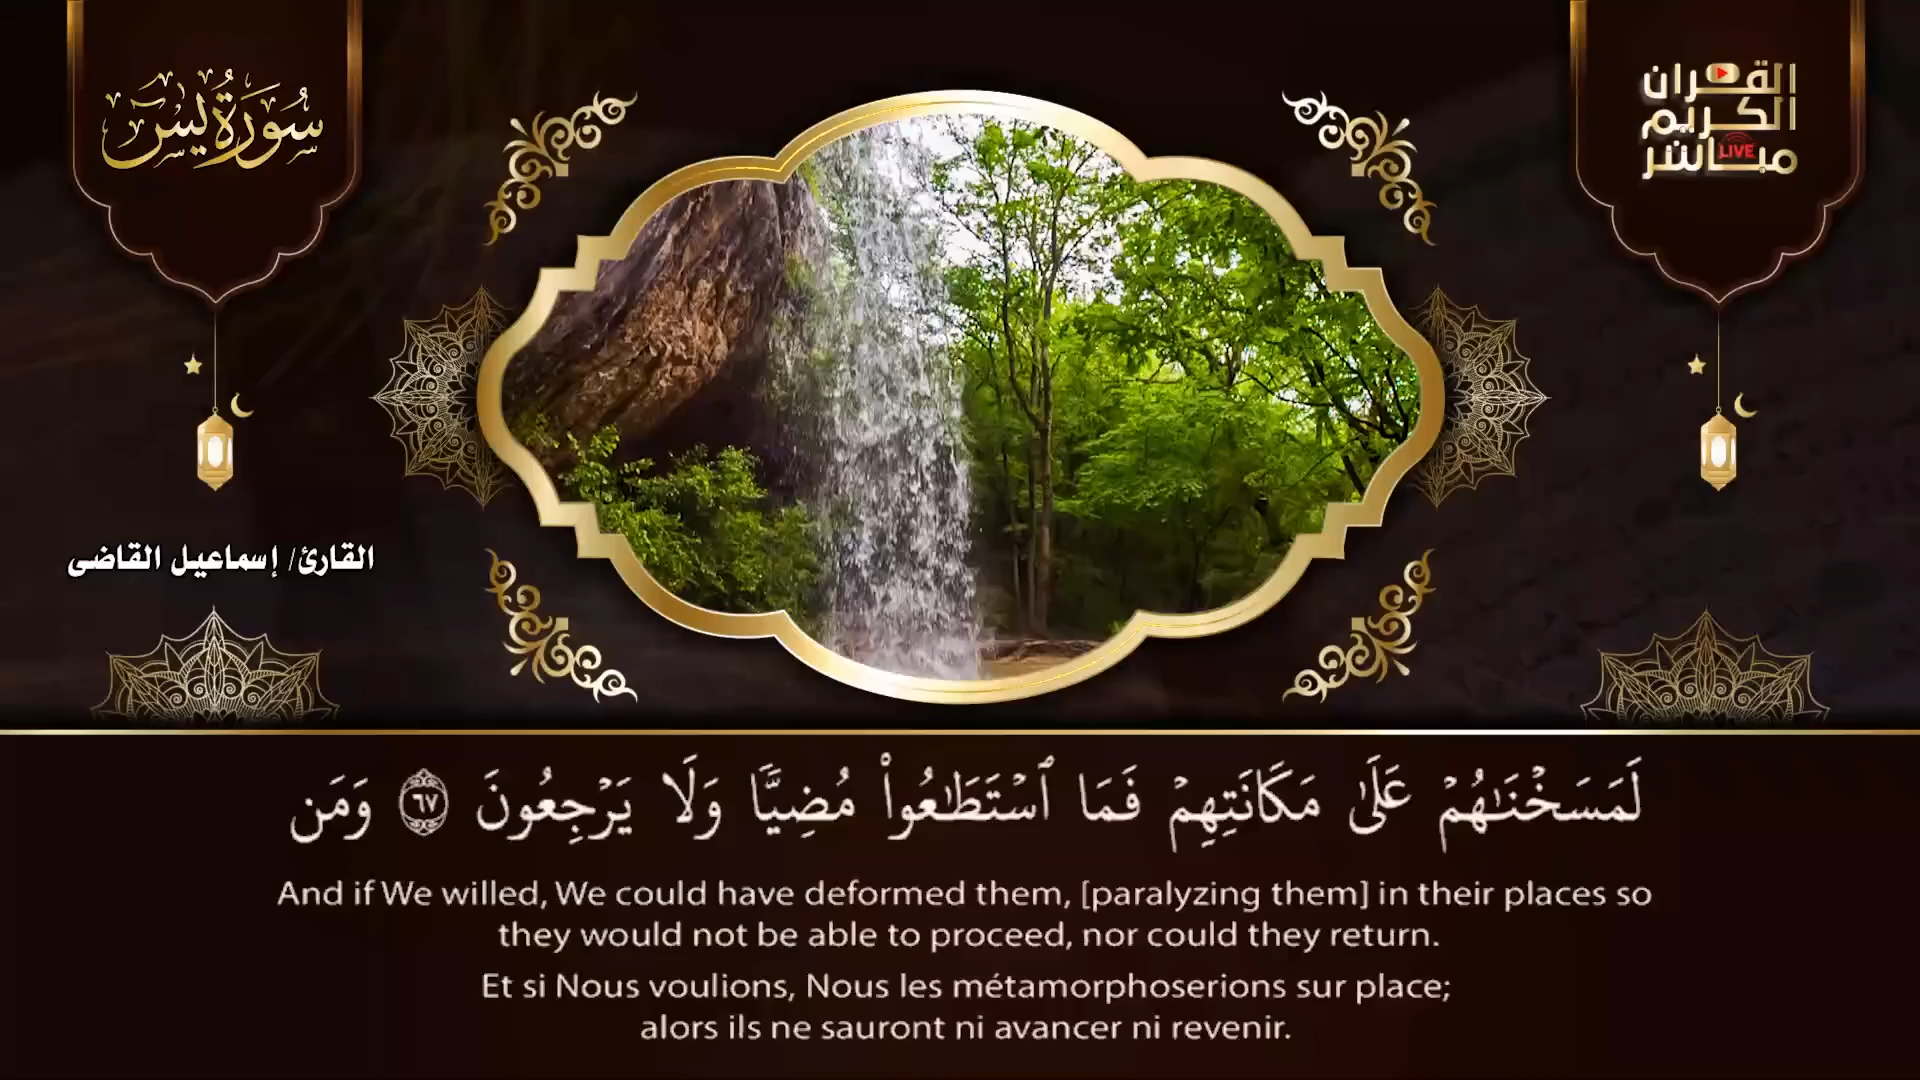 سُورَةُ يسٓ
القرآن
الكريم
مباشر
LIVE
القارئ/ إسماعيل القاضى
لَمَسَخْنَـٰهُمْ عَلَىٰ مَكَانَتِهِمْ فَمَا ٱسْتَطَـٰعُوا۟ مُضِيًّا وَلَا يَرْجِعُونَ ٦٧ وَمَن
And if We willed, We could have deformed them, [paralyzing them] in their places so
they would not be able to proceed, nor could they return.
Et si Nous voulions, Nous les métamorphoserions sur place;
alors ils ne sauront ni avancer ni revenir.